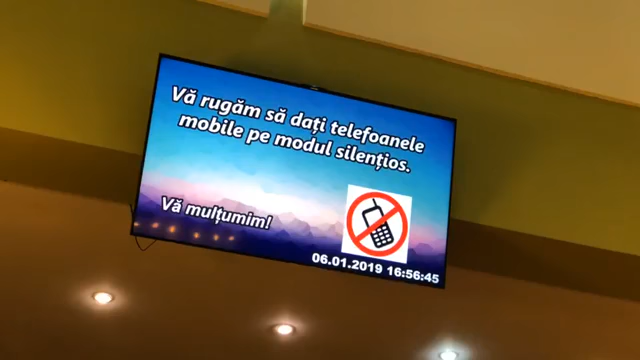 Vă rugăm să dați telefoanele
mobile pe modul silențios.
Vă mulțumim!
06.01.2019 16:56:45